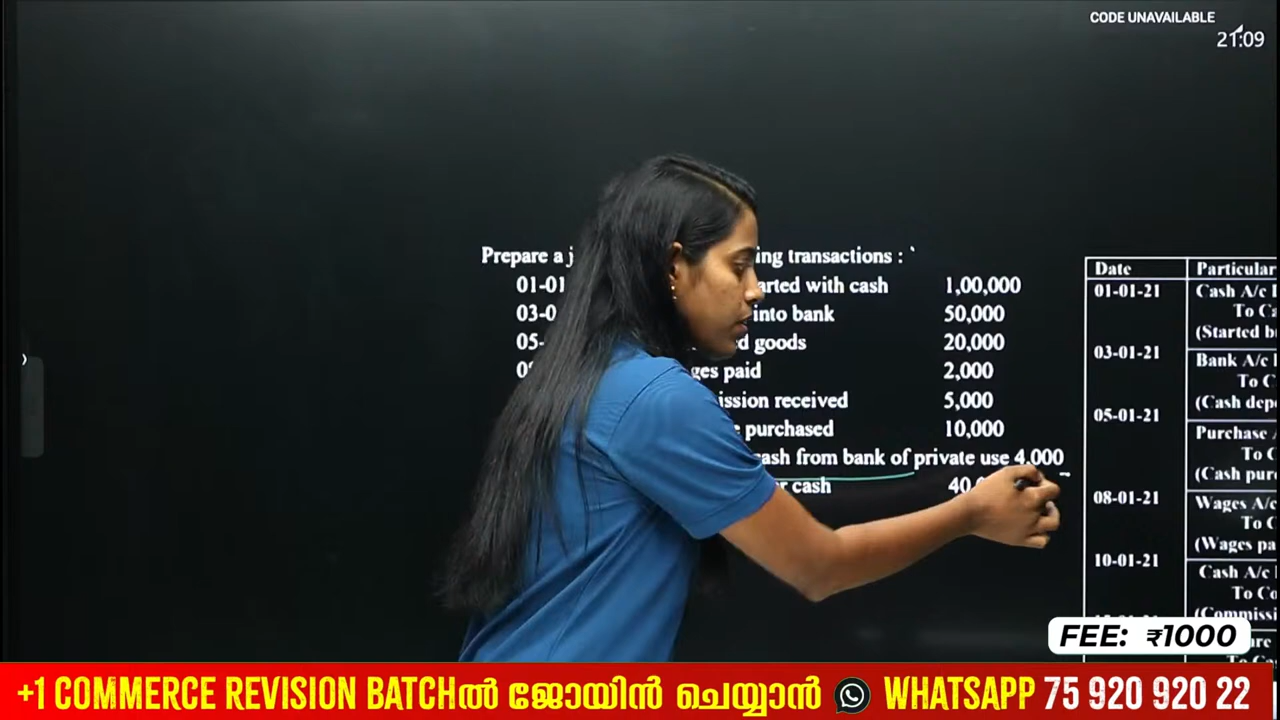 CODE UNAVAILABLE
21:09
Prepare a j ing transactions :
01-01 arted with cash 1,00,000
03-0 into bank 50,000
05- d goods 20,000
ges paid 2,000
ission received 5,000
purchased 10,000
cash from bank of private use 4,000
cash 40,
Date Particular
01-01-21 Cash A/c
To Ca
(Started b
03-01-21
Bank A/c
To C
(Cash dep
05-01-21
Purchase
To C
(Cash pur
08-01-21 Wages A/c
To C
(Wages pa
10-01-21
Cash A/c
To Co
(Commissi
FEE: ₹1000
+1 COMMERCE REVISION BATCHൽ ജോയിൻ ചെയ്യാൻ WHATSAPP 75 920 920 22